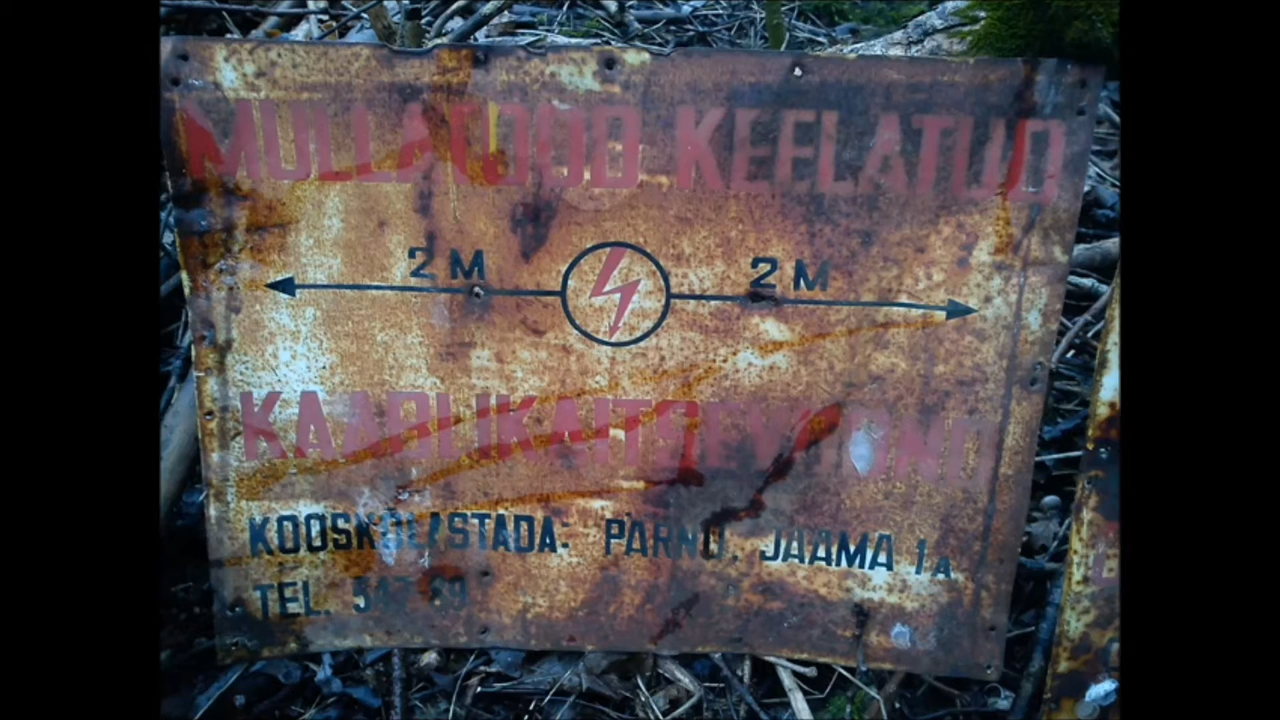 MULLATÖÖD KEELATUD
2 M 2 M
KAABLIKAITSEVÖÖND
KOOSKÕLASTADA: PÄRNU, JAAMA 1A
TEL.